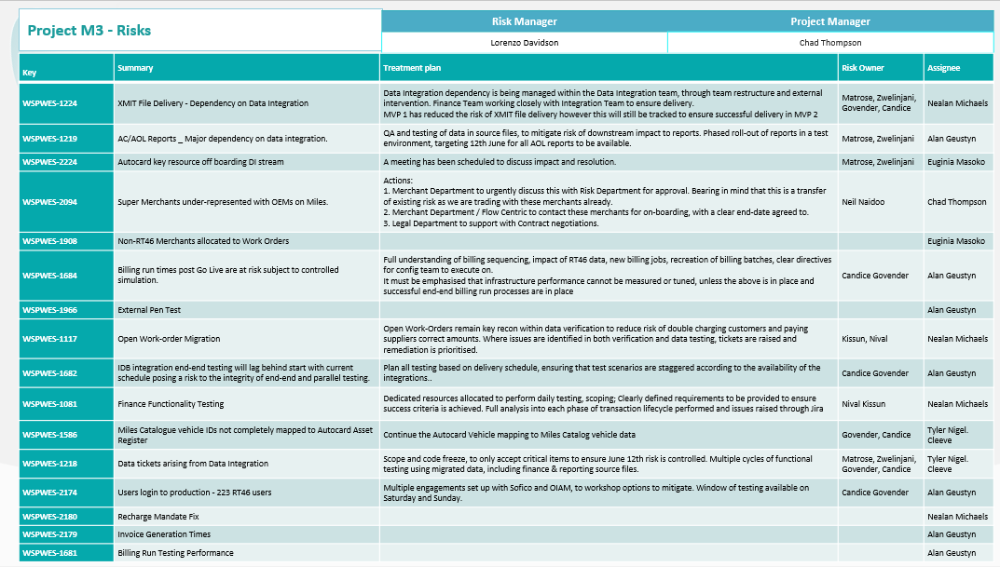 Project M3 - Risks
Risk Manager
Project Manager
Lorenzo Davidson
Chad Thompson
Key
Summary
Treatment plan
Risk Owner
Assignee
WSPWES-1224
XMIT File Delivery - Dependency on Data Integration
Data Integration dependency is being managed within the Data Integration team, through team restructure and external
intervention. Finance Team working closely with Integration Team to ensure delivery.
MVP 1 has reduced the risk of XMIT file delivery however this will still be tracked to ensure successful delivery in MVP 2
Matrose, Zwelinjani,
Govender, Candice
Nealan Michaels
WSPWES-1219
AC/AOL Reports _ Major dependency on data integration.
QA and testing of data in source files, to mitigate risk of downstream impact to reports. Phased roll-out of reports in a test
environment, targeting 12th June for all AOL reports to be available.
Matrose, Zwelinjani
Alan Geustyn
WSPWES-2224
Autocard key resource off boarding DI stream
A meeting has been scheduled to discuss impact and resolution.
Matrose, Zwelinjani
Euginia Masoko
WSPWES-2094
Super Merchants under-represented with OEMs on Miles.
Actions:
1. Merchant Department to urgently discuss this with Risk Department for approval. Bearing in mind that this is a transfer
of existing risk as we are trading with these merchants already.
2. Merchant Department / Flow Centric to contact these merchants for on-boarding, with a clear end-date agreed to.
3. Legal Department to support with Contract negotiations.
Neil Naidoo
Chad Thompson
WSPWES-1908
Non-RT46 Merchants allocated to Work Orders
Euginia Masoko
WSPWES-1684
Billing run times post Go Live are at risk subject to controlled
simulation.
Full understanding of billing sequencing, impact of RT46 data, new billing jobs, recreation of billing batches, clear directives
for config team to execute on.
It must be emphasised that infrastructure performance cannot be measured or tuned, unless the above is in place and
successful end-end billing run processes are in place
Candice Govender
Alan Geustyn
WSPWES-1966
External Pen Test
Alan Geustyn
WSPWES-1117
Open Work-order Migration
Open Work-Orders remain key recon within data verification to reduce risk of double charging customers and paying
suppliers correct amounts. Where issues are identified in both verification and data testing, tickets are raised and
remediation is prioritised.
Kissun, Nival
Nealan Michaels
WSPWES-1682
IDB integration end-end testing will lag behind start with current
schedule posing a risk to the integrity of end-end and parallel testing.
Plan all testing based on delivery schedule, ensuring that test scenarios are staggered according to the availability of the
integrations..
Candice Govender
Alan Geustyn
WSPWES-1081
Finance Functionality Testing
Dedicated resources allocated to perform daily testing, scoping; Clearly defined requirements to be provided to ensure
success criteria is achieved. Full analysis into each phase of transaction lifecycle performed and issues raised through Jira
Nival Kissun
Nealan Michaels
WSPWES-1586
Miles Catalogue vehicle IDs not completely mapped to Autocard Asset
Register
Continue the Autocard Vehicle mapping to Miles Catalog vehicle data
Govender, Candice
Tyler Nigel.
Cleeve
WSPWES-1218
Data tickets arising from Data Integration
Scope and code freeze, to only accept critical items to ensure June 12th risk is controlled. Multiple cycles of functional
testing using migrated data, including finance & reporting source files.
Matrose, Zwelinjani,
Govender, Candice
Tyler Nigel.
Cleeve
WSPWES-2174
Users login to production - 223 RT46 users
Multiple engagements set up with Sofico and OIAM, to workshop options to mitigate. Window of testing available on
Saturday and Sunday.
Candice Govender
Alan Geustyn
WSPWES-2180
Recharge Mandate Fix
Nealan Michaels
WSPWES-2179
Invoice Generation Times
Alan Geustyn
WSPWES-1681
Billing Run Testing Performance
Alan Geustyn